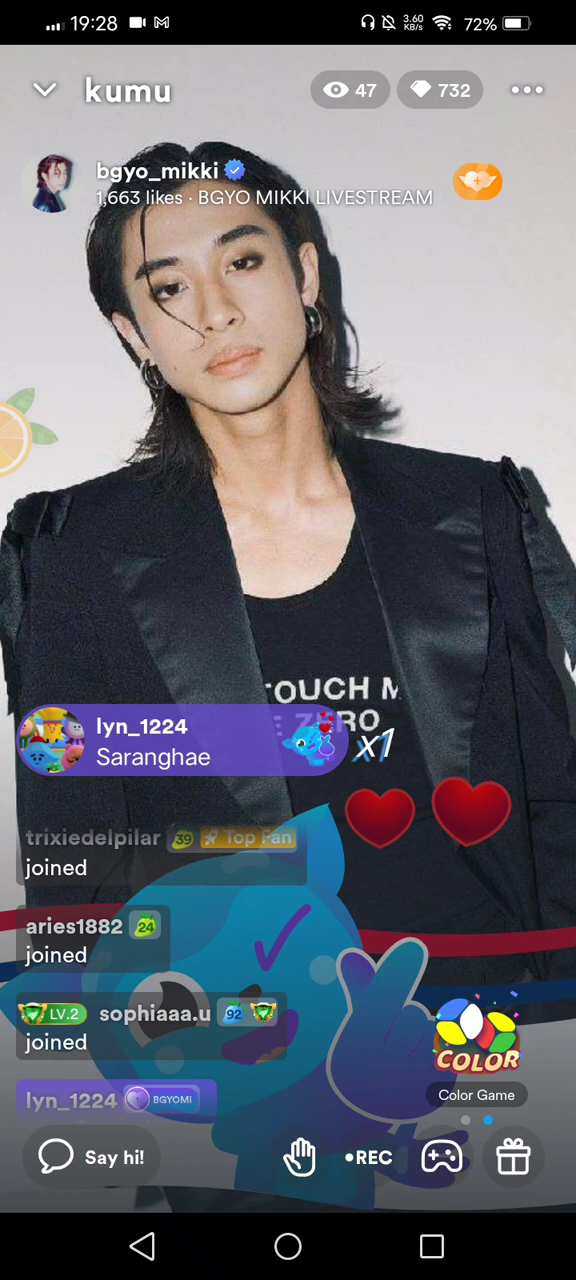 19:28
3.60
KB/s
72%
kumu
47
732
bgyo_mikki
1,663 likes · BGYO MIKKI LIVESTREAM
TOUCH M
E ZERO
lyn_1224
Saranghae
x1
trixiedelpilar 39 Top Fan
joined
aries1882 24
joined
LV.2 sophiaaa.u 92
joined
lyn_1224 BGYOMi
COLOR
Color Game
Say hi!
•REC